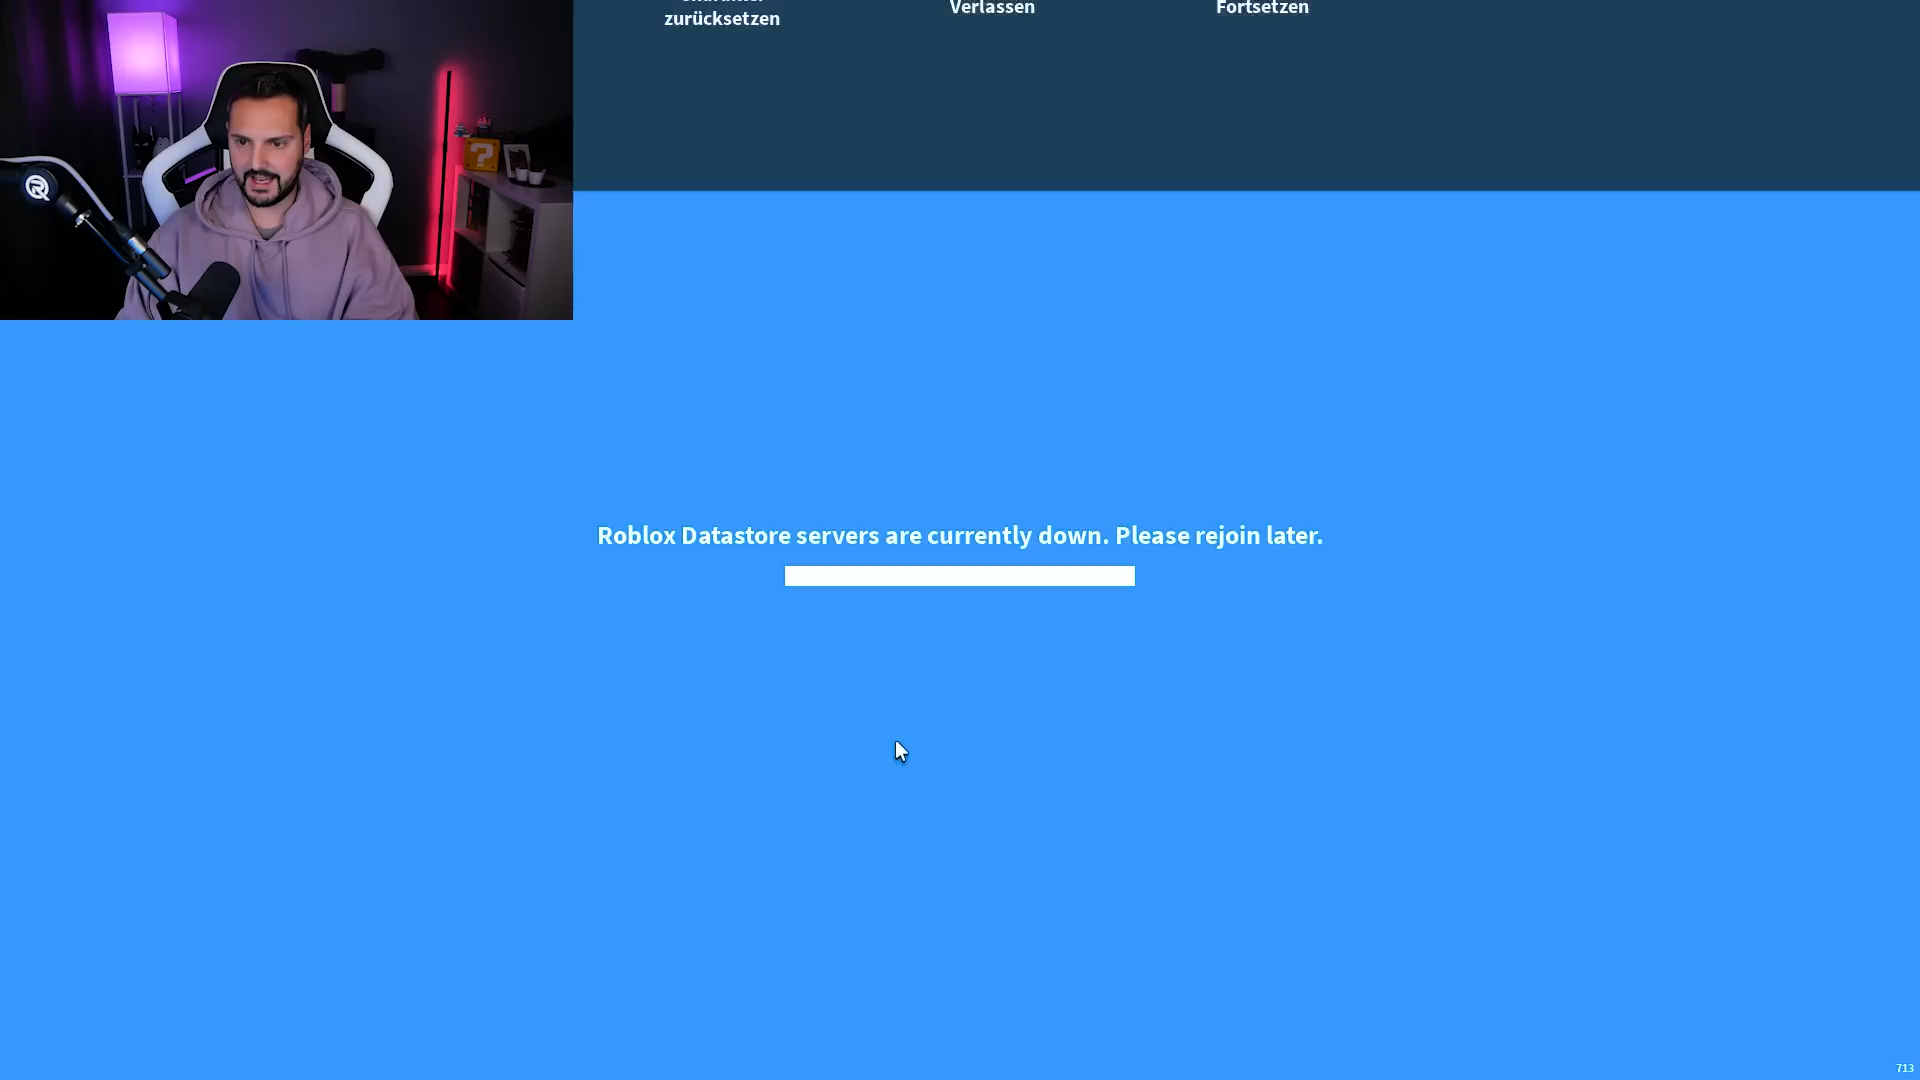 zurücksetzen
Verlassen
Fortsetzen
?
Roblox Datastore servers are currently down. Please rejoin later.
713